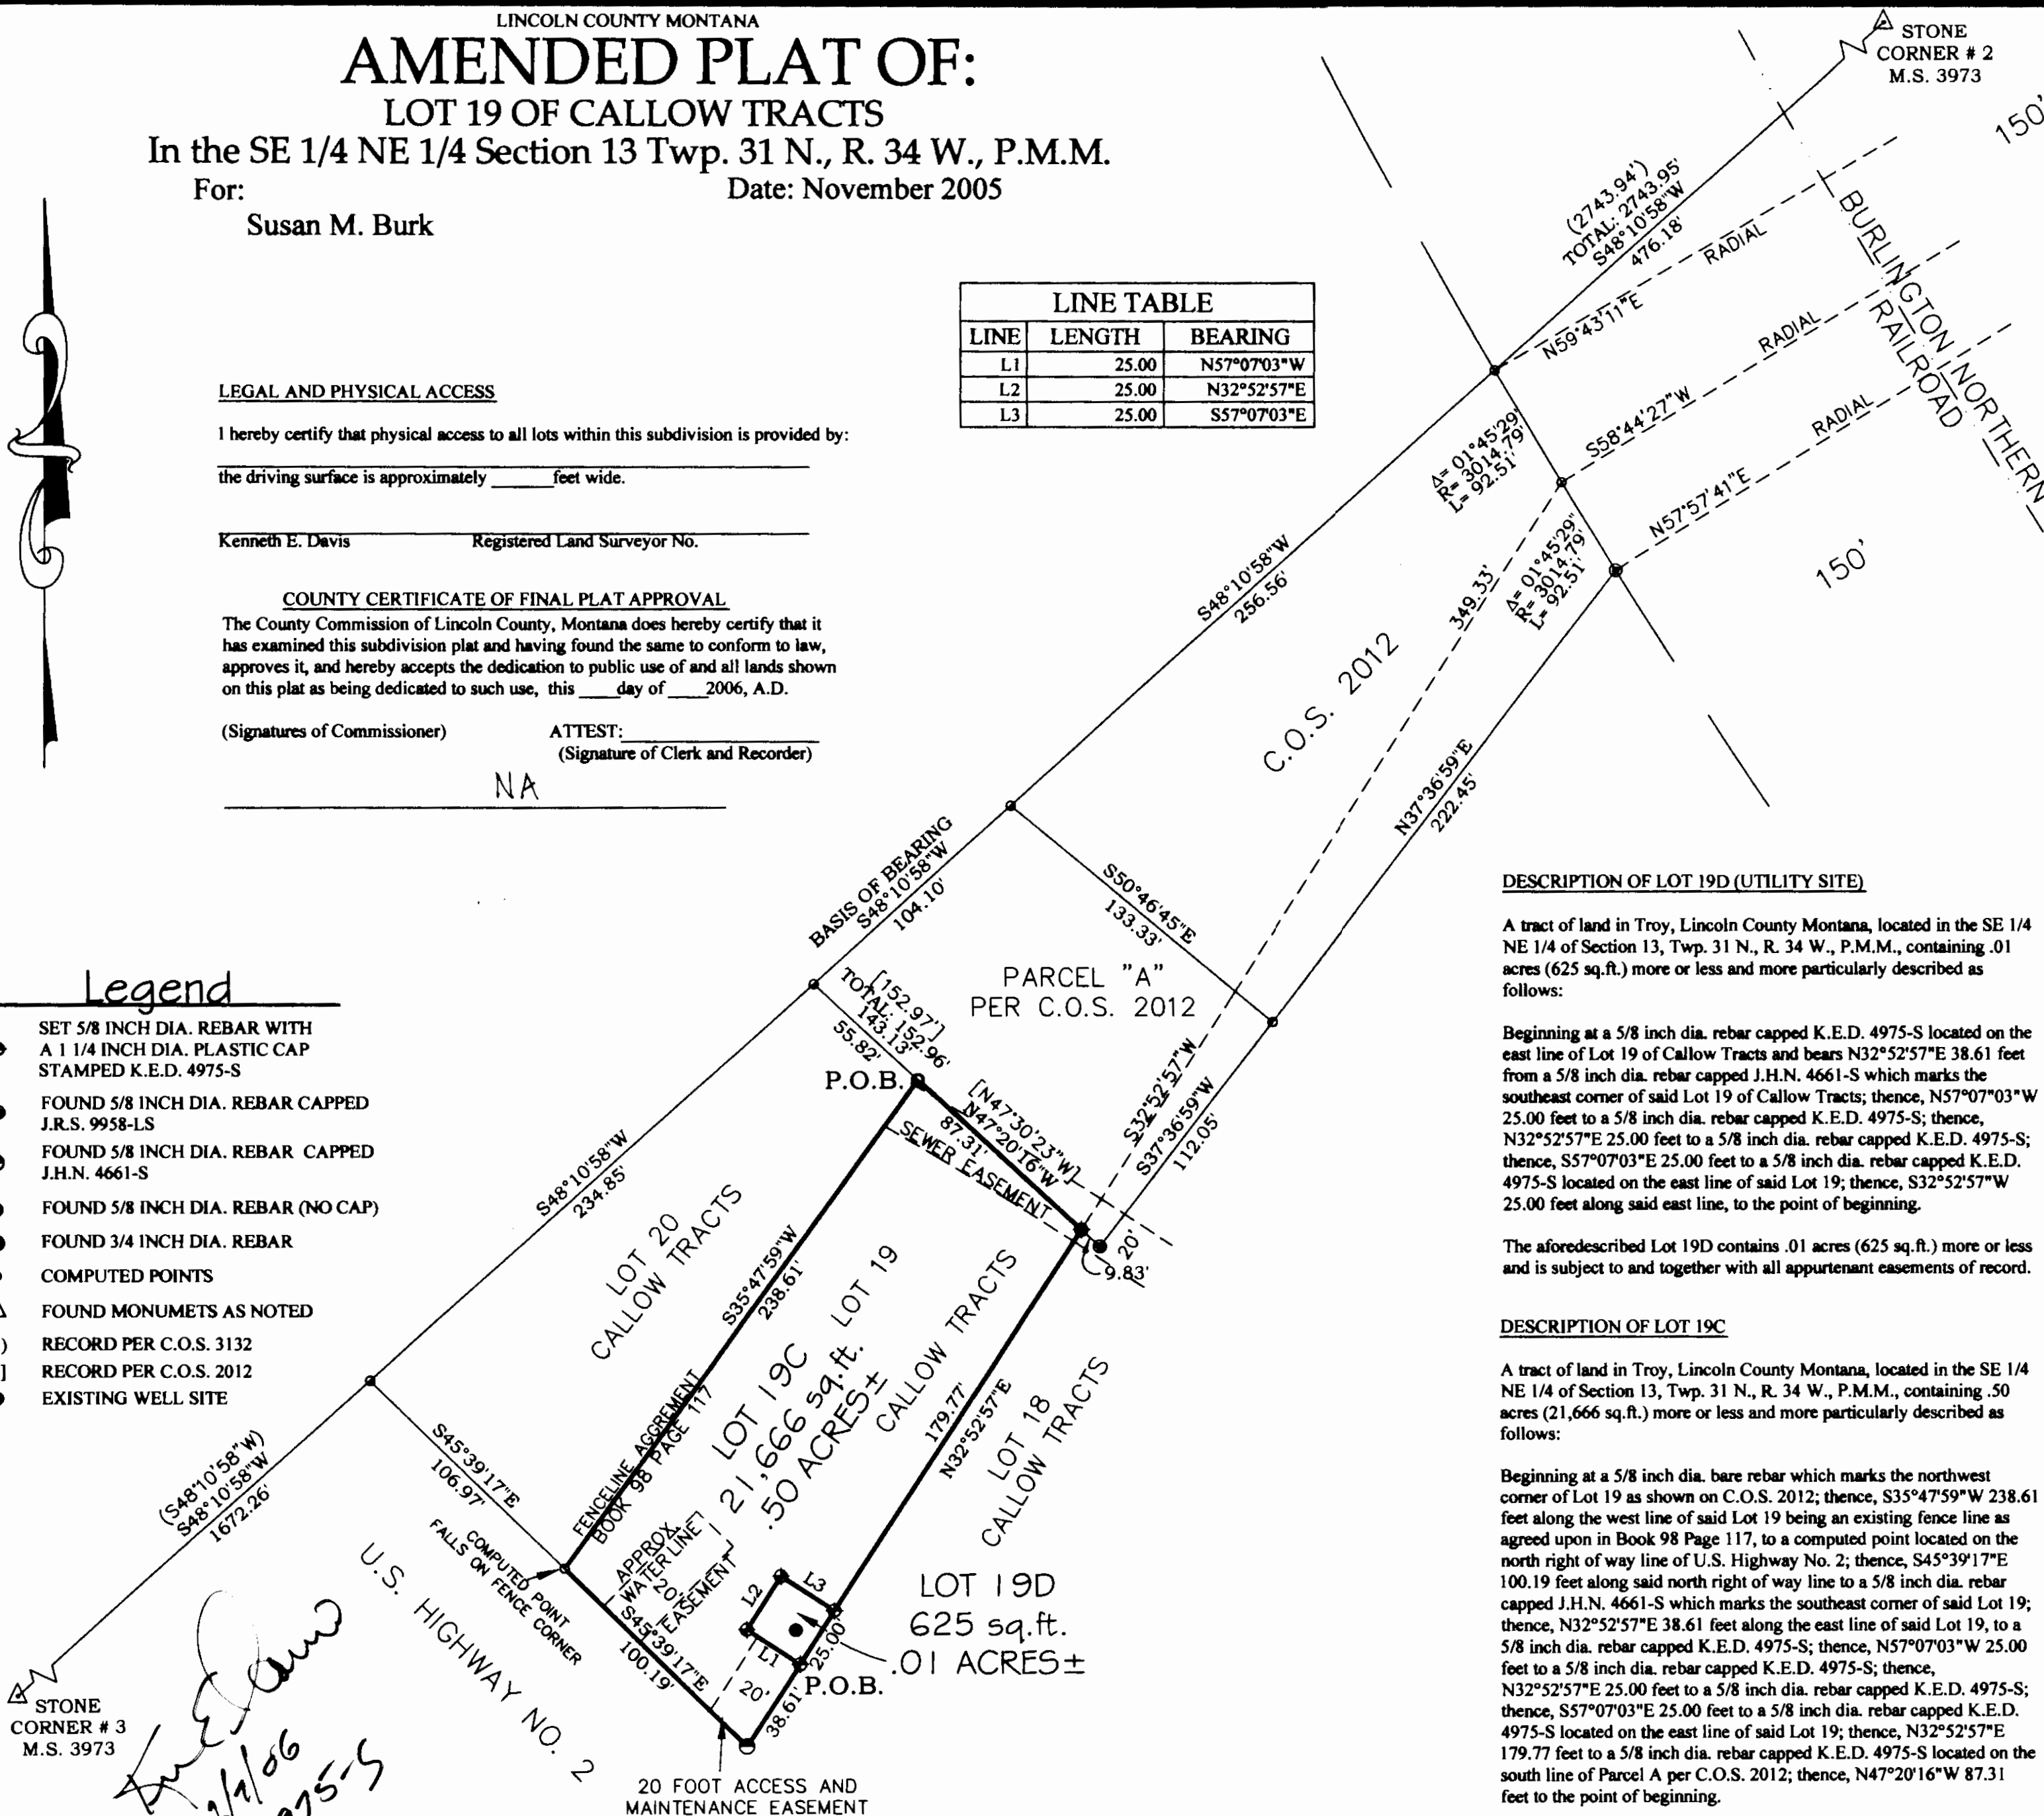 LINCOLN COUNTY MONTANA
AMENDED PLAT OF:
LOT 19 OF CALLOW TRACTS
In the SE 1/4 NE 1/4 Section 13 Twp. 31 N., R. 34 W., P.M.M.
For:
Date: November 2005
Susan M. Burk
LINE TABLE
LINE LENGTH BEARING
L1 25.00 N57°07'03"W
L2 25.00 N32°52'57"E
L3 25.00 S57°07'03"E
LEGAL AND PHYSICAL ACCESS
I hereby certify that physical access to all lots within this subdivision is provided by:
the driving surface is approximately ______ feet wide.
Kenneth E. Davis Registered Land Surveyor No.
COUNTY CERTIFICATE OF FINAL PLAT APPROVAL
The County Commission of Lincoln County, Montana does hereby certify that it
has examined this subdivision plat and having found the same to conform to law,
approves it, and hereby accepts the dedication to public use of and all lands shown
on this plat as being dedicated to such use, this ____ day of ____ 2006, A.D.
(Signatures of Commissioner) ATTEST:
(Signature of Clerk and Recorder)
NA
STONE
CORNER # 2
M.S. 3973
150'
(2743.94')
TOTAL: 2743.95'
S48°10'58"W
476.18'
RADIAL
N59°43'11"E
BURLINGTON NORTHERN
RAILROAD
RADIAL
S58°44'27"W
RADIAL
N57°57'41"E
150'
Δ= 01°45'29"
R= 3014.79'
L= 92.51'
Δ= 01°45'29"
R= 3014.79'
L= 92.51'
349.33'
S48°10'58"W
256.56'
C.O.S. 2012
N37°36'59"E
222.45'
BASIS OF BEARING
S48°10'58"W
104.10'
S50°46'45"E
133.33'
PARCEL "A"
PER C.O.S. 2012
[152.97']
TOTAL: 152.96'
143.13'
55.82'
P.O.B.
[N47°30'23"W]
N47°20'16"W
87.31'
SEWER EASEMENT
S32°52'57"W
S37°36'59"W
112.05'
20'
9.83'
S48°10'58"W
234.85'
LOT 20
CALLOW TRACTS
S35°47'59"W
238.61'
LOT 19
CALLOW TRACTS
LOT 19C
21,666 sq.ft.
.50 ACRES±
179.77'
N32°52'57"E
LOT 18
CALLOW TRACTS
FENCELINE AGGREMENT
BOOK 98 PAGE 117
S45°39'17"E
106.97'
(S48°10'58"W)
S48°10'58"W
1672.26'
COMPUTED POINT
FALLS ON FENCE CORNER
APPROX.
WATER LINE
20'
EASEMENT
S45°39'17"E
100.19'
U.S. HIGHWAY NO. 2
L2
L3
L1
25.00'
20'
38.61'
P.O.B.
LOT 19D
625 sq.ft.
.01 ACRES±
20 FOOT ACCESS AND
MAINTENANCE EASEMENT
STONE
CORNER # 3
M.S. 3973
Legend
SET 5/8 INCH DIA. REBAR WITH
A 1 1/4 INCH DIA. PLASTIC CAP
STAMPED K.E.D. 4975-S
FOUND 5/8 INCH DIA. REBAR CAPPED
J.R.S. 9958-LS
FOUND 5/8 INCH DIA. REBAR CAPPED
J.H.N. 4661-S
FOUND 5/8 INCH DIA. REBAR (NO CAP)
FOUND 3/4 INCH DIA. REBAR
COMPUTED POINTS
FOUND MONUMETS AS NOTED
) RECORD PER C.O.S. 3132
] RECORD PER C.O.S. 2012
EXISTING WELL SITE
DESCRIPTION OF LOT 19D (UTILITY SITE)
A tract of land in Troy, Lincoln County Montana, located in the SE 1/4
NE 1/4 of Section 13, Twp. 31 N., R. 34 W., P.M.M., containing .01
acres (625 sq.ft.) more or less and more particularly described as
follows:
Beginning at a 5/8 inch dia. rebar capped K.E.D. 4975-S located on the
east line of Lot 19 of Callow Tracts and bears N32°52'57"E 38.61 feet
from a 5/8 inch dia. rebar capped J.H.N. 4661-S which marks the
southeast corner of said Lot 19 of Callow Tracts; thence, N57°07"03"W
25.00 feet to a 5/8 inch dia. rebar capped K.E.D. 4975-S; thence,
N32°52'57"E 25.00 feet to a 5/8 inch dia. rebar capped K.E.D. 4975-S;
thence, S57°07'03"E 25.00 feet to a 5/8 inch dia. rebar capped K.E.D.
4975-S located on the east line of said Lot 19; thence, S32°52'57"W
25.00 feet along said east line, to the point of beginning.
The aforedescribed Lot 19D contains .01 acres (625 sq.ft.) more or less
and is subject to and together with all appurtenant easements of record.
DESCRIPTION OF LOT 19C
A tract of land in Troy, Lincoln County Montana, located in the SE 1/4
NE 1/4 of Section 13, Twp. 31 N., R. 34 W., P.M.M., containing .50
acres (21,666 sq.ft.) more or less and more particularly described as
follows:
Beginning at a 5/8 inch dia. bare rebar which marks the northwest
corner of Lot 19 as shown on C.O.S. 2012; thence, S35°47'59"W 238.61
feet along the west line of said Lot 19 being an existing fence line as
agreed upon in Book 98 Page 117, to a computed point located on the
north right of way line of U.S. Highway No. 2; thence, S45°39'17"E
100.19 feet along said north right of way line to a 5/8 inch dia. rebar
capped J.H.N. 4661-S which marks the southeast corner of said Lot 19;
thence, N32°52'57"E 38.61 feet along the east line of said Lot 19, to a
5/8 inch dia. rebar capped K.E.D. 4975-S; thence, N57°07'03"W 25.00
feet to a 5/8 inch dia. rebar capped K.E.D. 4975-S; thence,
N32°52'57"E 25.00 feet to a 5/8 inch dia. rebar capped K.E.D. 4975-S;
thence, S57°07'03"E 25.00 feet to a 5/8 inch dia. rebar capped K.E.D.
4975-S located on the east line of said Lot 19; thence, N32°52'57"E
179.77 feet to a 5/8 inch dia. rebar capped K.E.D. 4975-S located on the
south line of Parcel A per C.O.S. 2012; thence, N47°20'16"W 87.31
feet to the point of beginning.